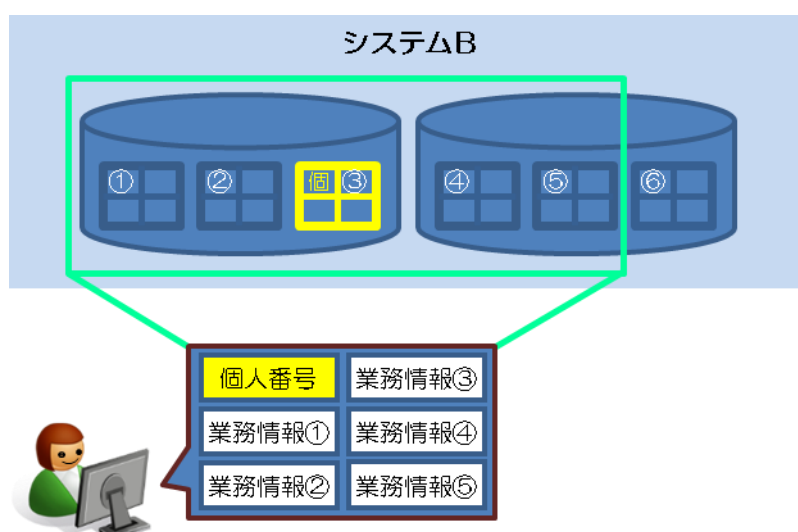 システムB
① ② 個 ③ ④ ⑤ ⑥
個人番号 業務情報③
業務情報① 業務情報④
業務情報② 業務情報⑤